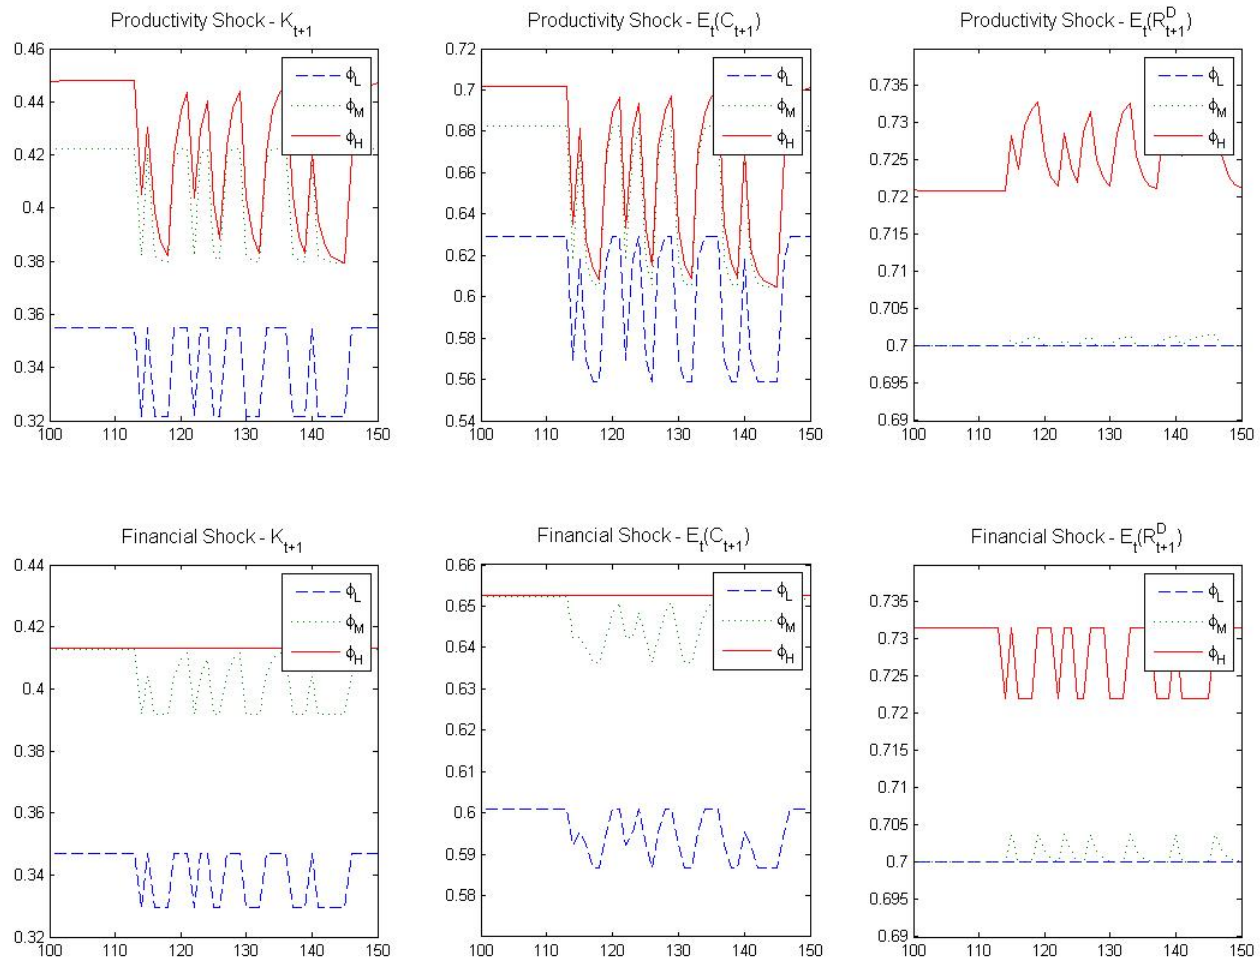 Productivity Shock - K_{t+1}
0.46
0.44
0.42
0.4
0.38
0.36
0.34
0.32
100 110 120 130 140 150
ϕ_L
ϕ_M
ϕ_H
Productivity Shock - E_t(C_{t+1})
0.72
0.7
0.68
0.66
0.64
0.62
0.6
0.58
0.56
0.54
100 110 120 130 140 150
ϕ_L
ϕ_M
ϕ_H
Productivity Shock - E_t(R^D_{t+1})
0.735
0.73
0.725
0.72
0.715
0.71
0.705
0.7
0.695
0.69
100 110 120 130 140 150
ϕ_L
ϕ_M
ϕ_H
Financial Shock - K_{t+1}
0.44
0.42
0.4
0.38
0.36
0.34
0.32
100 110 120 130 140 150
ϕ_L
ϕ_M
ϕ_H
Financial Shock - E_t(C_{t+1})
0.66
0.65
0.64
0.63
0.62
0.61
0.6
0.59
0.58
100 110 120 130 140 150
ϕ_L
ϕ_M
ϕ_H
Financial Shock - E_t(R^D_{t+1})
0.735
0.73
0.725
0.72
0.715
0.71
0.705
0.7
0.695
0.69
100 110 120 130 140 150
ϕ_L
ϕ_M
ϕ_H